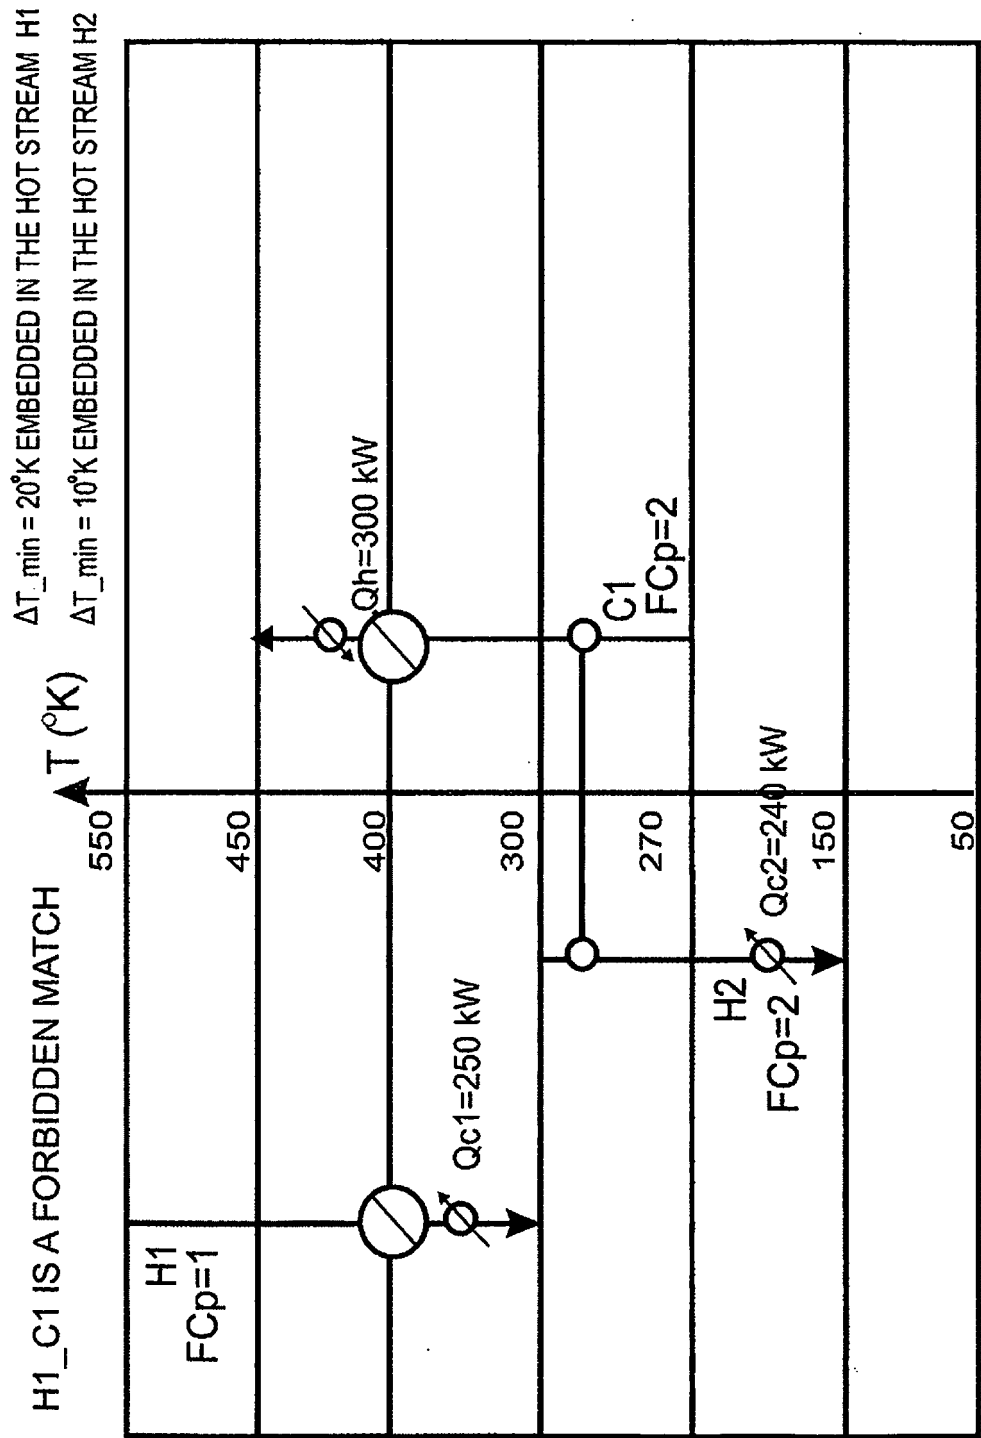 ΔT_min = 20°K EMBEDDED IN THE HOT STREAM H1
ΔT_min = 10°K EMBEDDED IN THE HOT STREAM H2
H1_C1 IS A FORBIDDEN MATCH
T (°K)
550
450
400
300
270
150
50
H1
FCp=1
Qc1=250 kW
H2
FCp=2
Qc2=240 kW
Qh=300 kW
C1
FCp=2